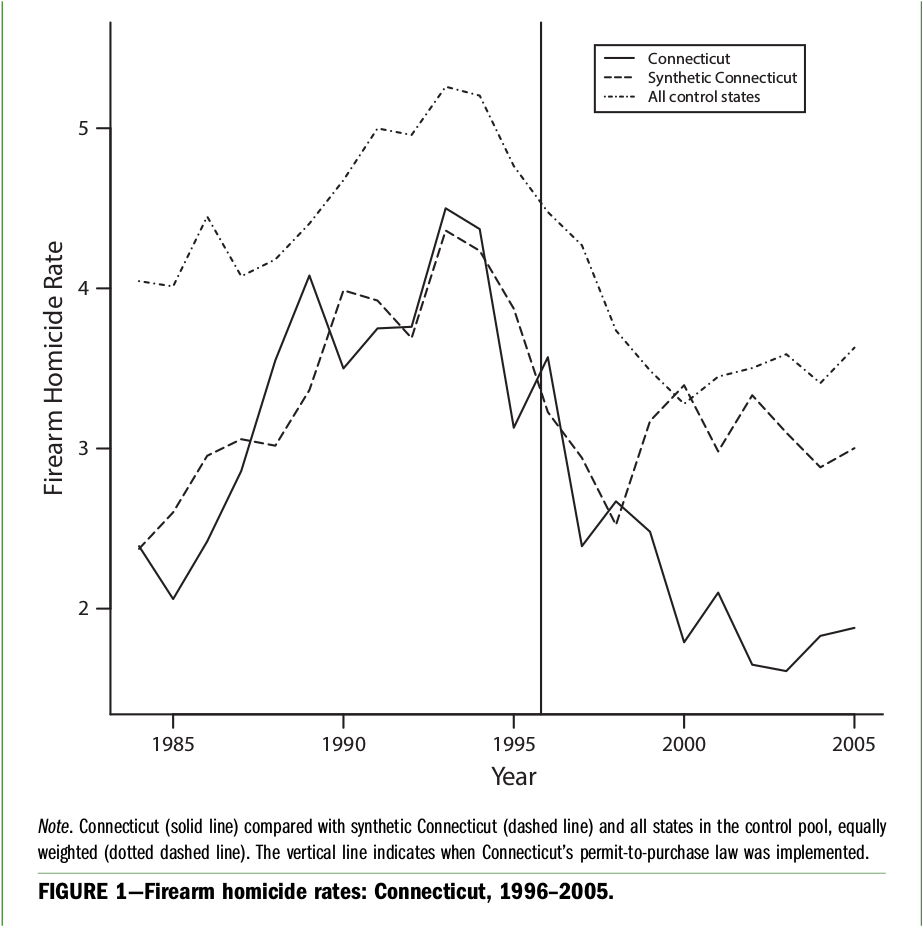 Connecticut
Synthetic Connecticut
All control states
5
4
3
2
Firearm Homicide Rate
1985 1990 1995 2000 2005
Year
Note. Connecticut (solid line) compared with synthetic Connecticut (dashed line) and all states in the control pool, equally
weighted (dotted dashed line). The vertical line indicates when Connecticut’s permit-to-purchase law was implemented.
FIGURE 1—Firearm homicide rates: Connecticut, 1996–2005.